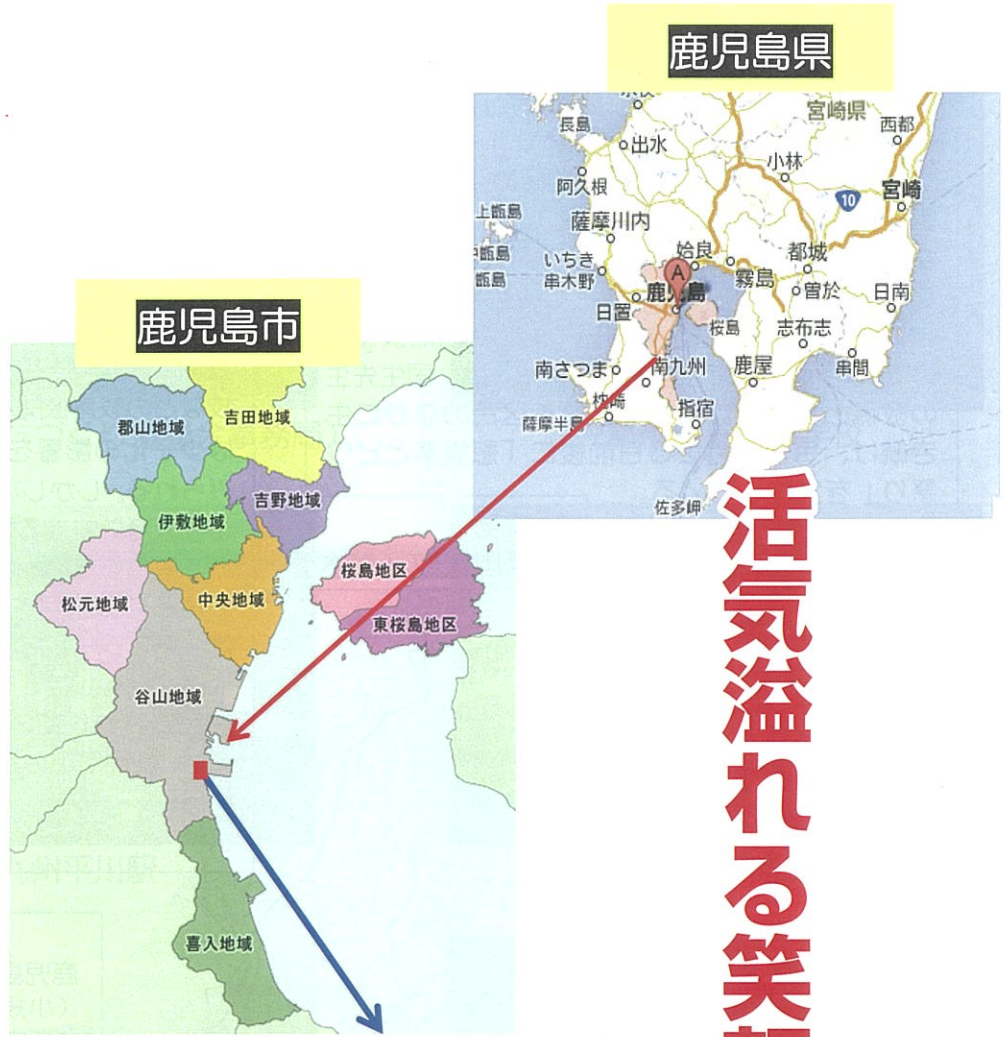 鹿児島県
宮崎県
西都
長島
出水
小林
阿久根
10
宮崎
上甑島
薩摩川内
姶良
都城
いちき
串木野
A
霧島
鹿児島
曽於
日南
日置
桜島
志布志
南さつま
南九州
鹿屋
串間
枕崎
指宿
薩摩半島
佐多岬
鹿児島市
吉田地域
郡山地域
吉野地域
伊敷地域
桜島地区
松元地域
中央地域
東桜島地区
谷山地域
喜入地域
活気溢れる笑